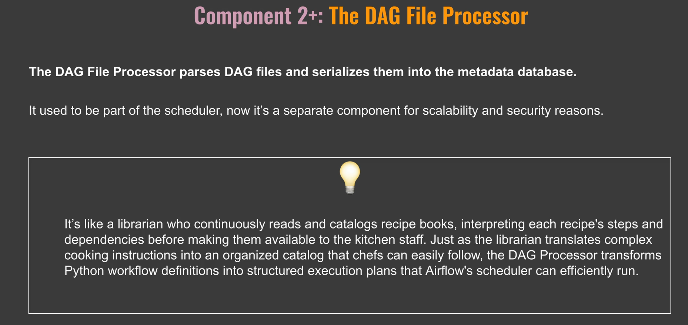 Component 2+: The DAG File Processor
The DAG File Processor parses DAG files and serializes them into the metadata database.
It used to be part of the scheduler, now it's a separate component for scalability and security reasons.
It's like a librarian who continuously reads and catalogs recipe books, interpreting each recipe's steps and
dependencies before making them available to the kitchen staff. Just as the librarian translates complex
cooking instructions into an organized catalog that chefs can easily follow, the DAG Processor transforms
Python workflow definitions into structured execution plans that Airflow's scheduler can efficiently run.